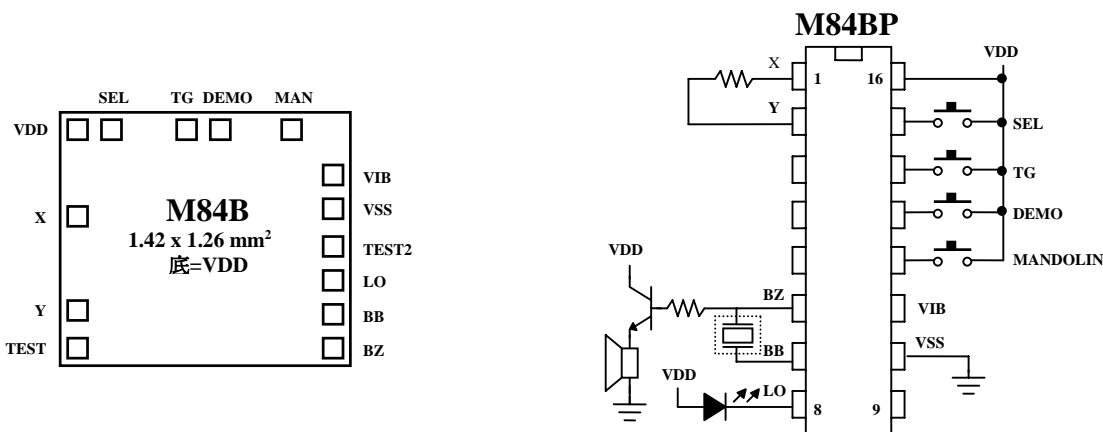 SEL TG DEMO MAN
VDD
VIB
VSS
X
M84B
1.42 x 1.26 mm²
底=VDD
TEST2
LO
Y
BB
TEST
BZ
M84BP
VDD
X
1
16
Y
SEL
TG
DEMO
MANDOLIN
VDD
BZ
VIB
BB
VSS
VDD
LO
8
9